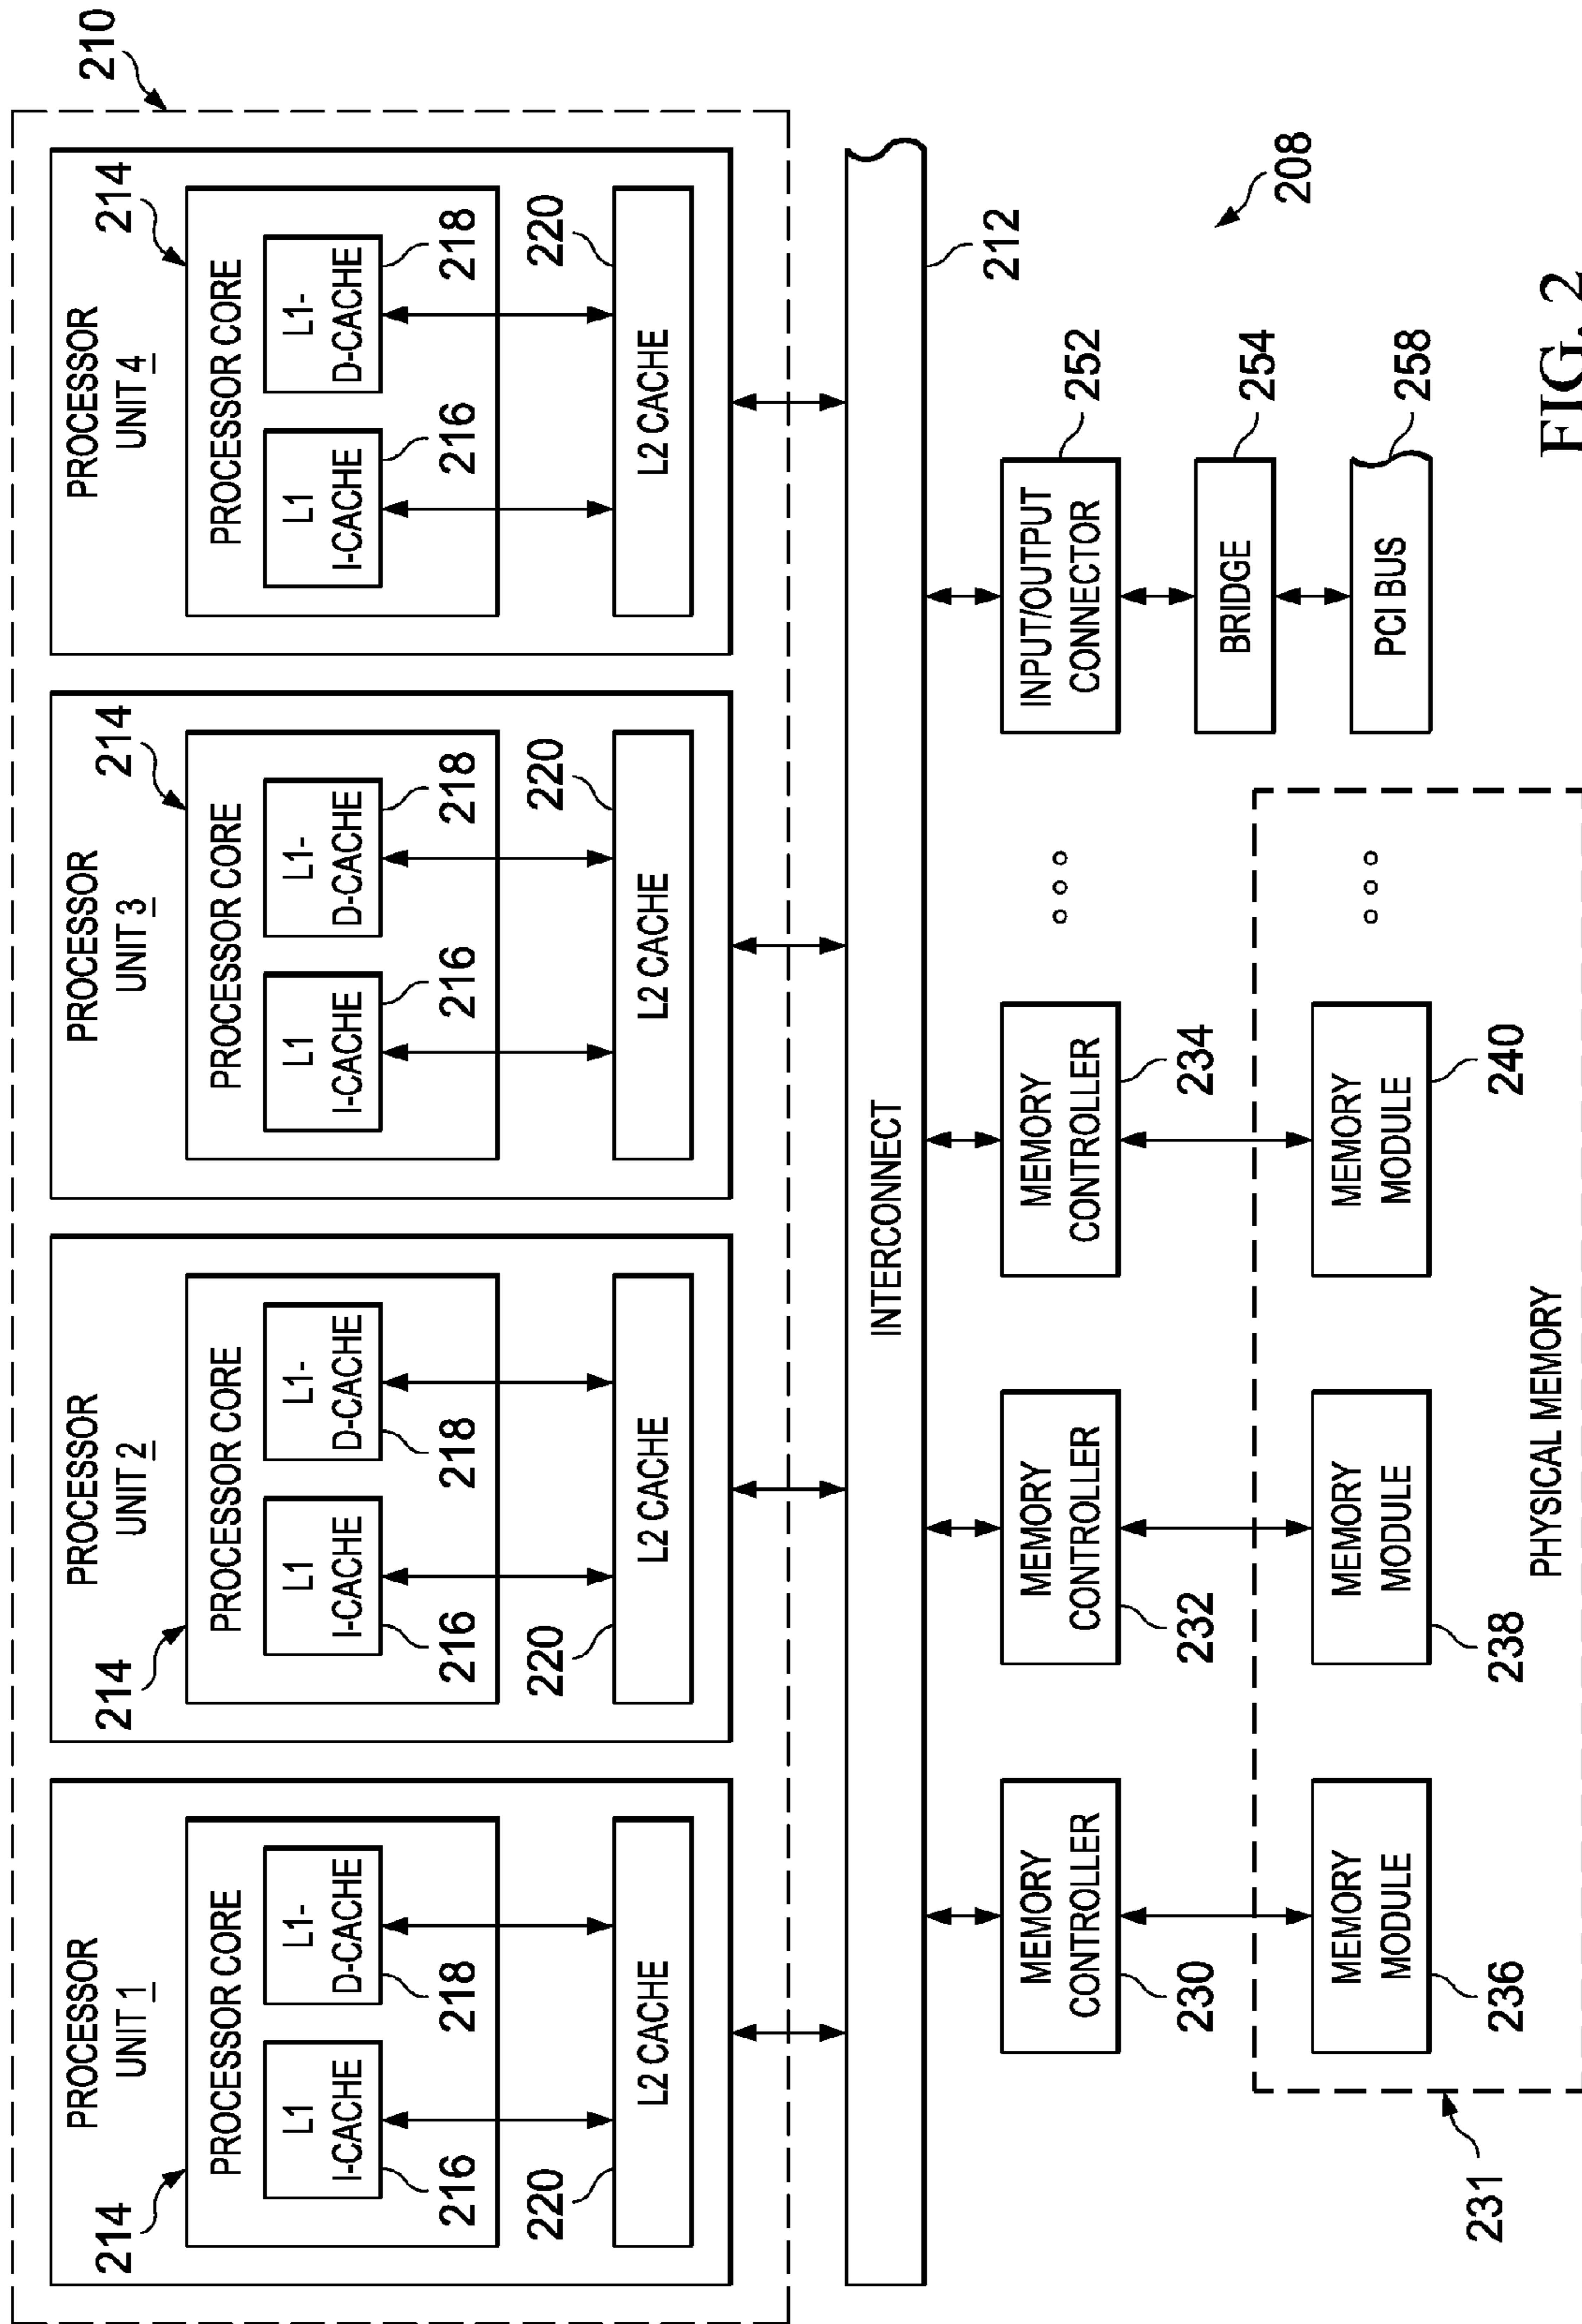 210
PROCESSOR
UNIT 1
214
PROCESSOR CORE
L1
I-CACHE
L1-
D-CACHE
216
218
220
L2 CACHE
PROCESSOR
UNIT 2
214
PROCESSOR CORE
L1
I-CACHE
L1-
D-CACHE
216
218
220
L2 CACHE
PROCESSOR
UNIT 3
214
PROCESSOR CORE
L1
I-CACHE
L1-
D-CACHE
216
218
220
L2 CACHE
PROCESSOR
UNIT 4
214
PROCESSOR CORE
L1
I-CACHE
L1-
D-CACHE
216
218
220
L2 CACHE
INTERCONNECT
212
MEMORY
CONTROLLER
230
MEMORY
CONTROLLER
232
MEMORY
CONTROLLER
234
INPUT/OUTPUT
CONNECTOR
252
208
BRIDGE
254
MEMORY
MODULE
236
MEMORY
MODULE
238
MEMORY
MODULE
240
PCI BUS
258
231
PHYSICAL MEMORY
FIG. 2